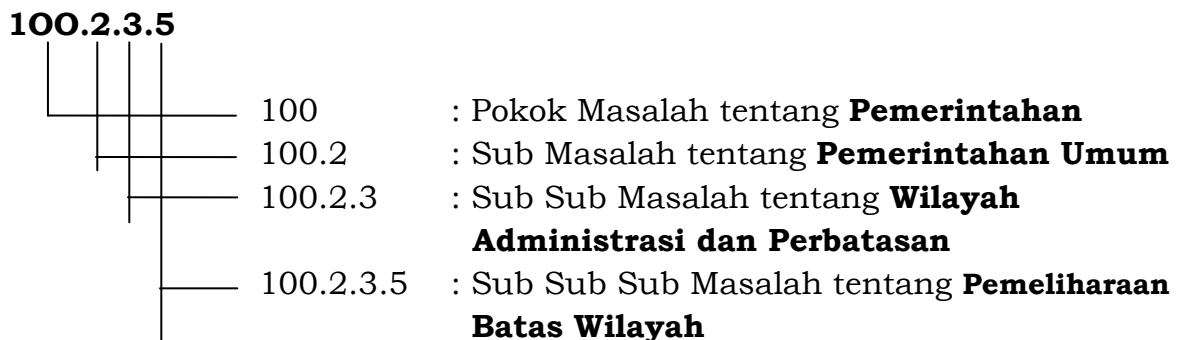 100.2.3.5
100 : Pokok Masalah tentang Pemerintahan
100.2 : Sub Masalah tentang Pemerintahan Umum
100.2.3 : Sub Sub Masalah tentang Wilayah
Administrasi dan Perbatasan
100.2.3.5 : Sub Sub Sub Masalah tentang Pemeliharaan
Batas Wilayah